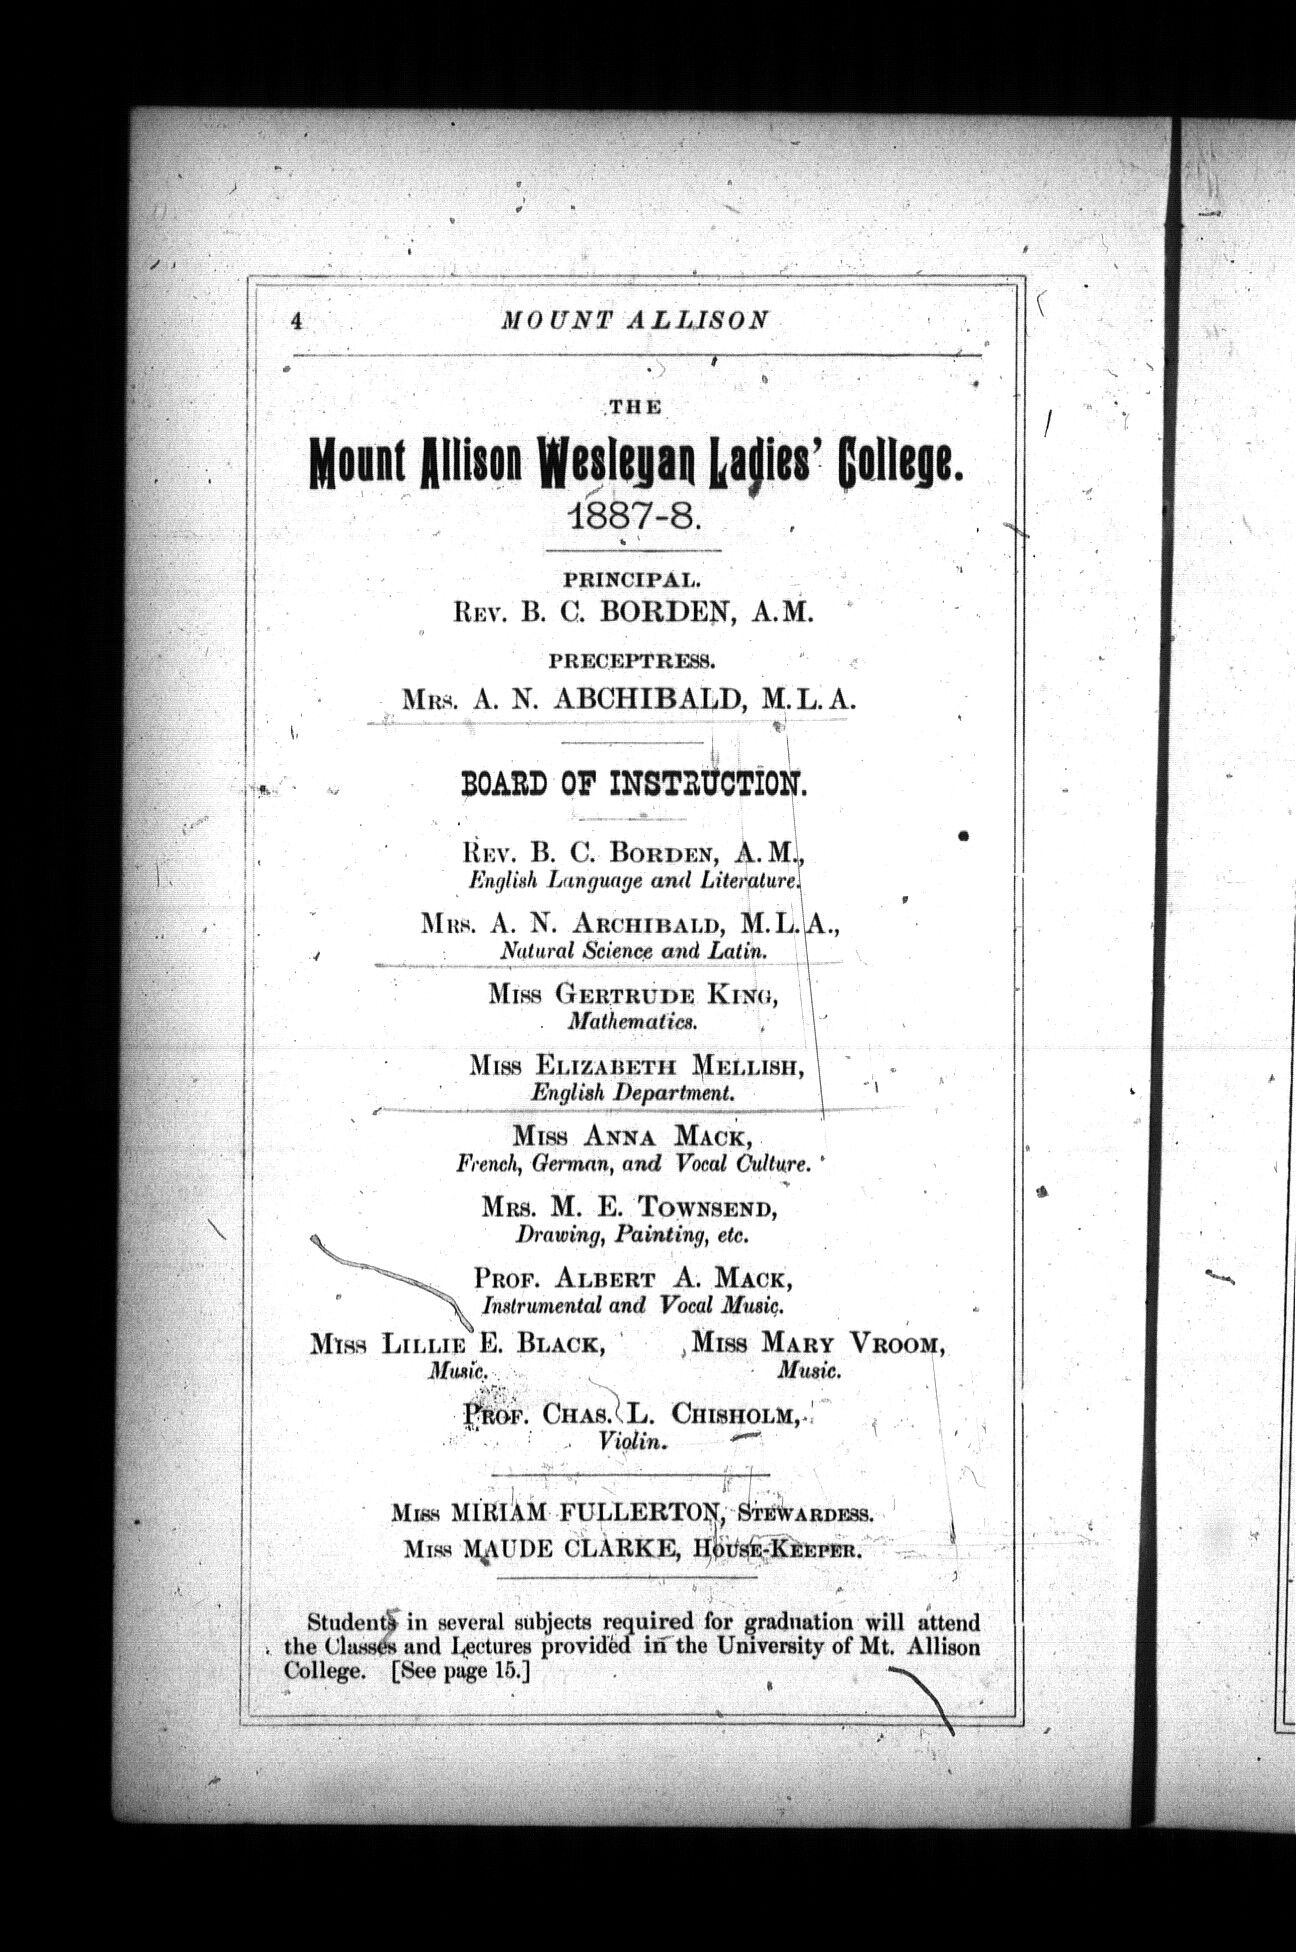 4 MOUNT ALLISON
THE
Mount Allison Wesleyan Ladies' College.
1887-8.
PRINCIPAL.
REV. B. C. BORDEN, A.M.
PRECEPTRESS.
MRS. A. N. ABCHIBALD, M.L.A.
BOARD OF INSTRUCTION.
REV. B. C. BORDEN, A.M.,
English Language and Literature.
MRS. A. N. ARCHIBALD, M.L.A.,
Natural Science and Latin.
MISS GERTRUDE KING,
Mathematics.
MISS ELIZABETH MELLISH,
English Department.
MISS ANNA MACK,
French, German, and Vocal Culture.
MRS. M. E. TOWNSEND,
Drawing, Painting, etc.
PROF. ALBERT A. MACK,
Instrumental and Vocal Music.
MISS LILLIE E. BLACK, MISS MARY VROOM,
Music. Music.
PROF. CHAS. L. CHISHOLM,
Violin.
MISS MIRIAM FULLERTON, STEWARDESS.
MISS MAUDE CLARKE, HOUSE-KEEPER.
Students in several subjects required for graduation will attend
the Classes and Lectures provided in the University of Mt. Allison
College. [See page 15.]